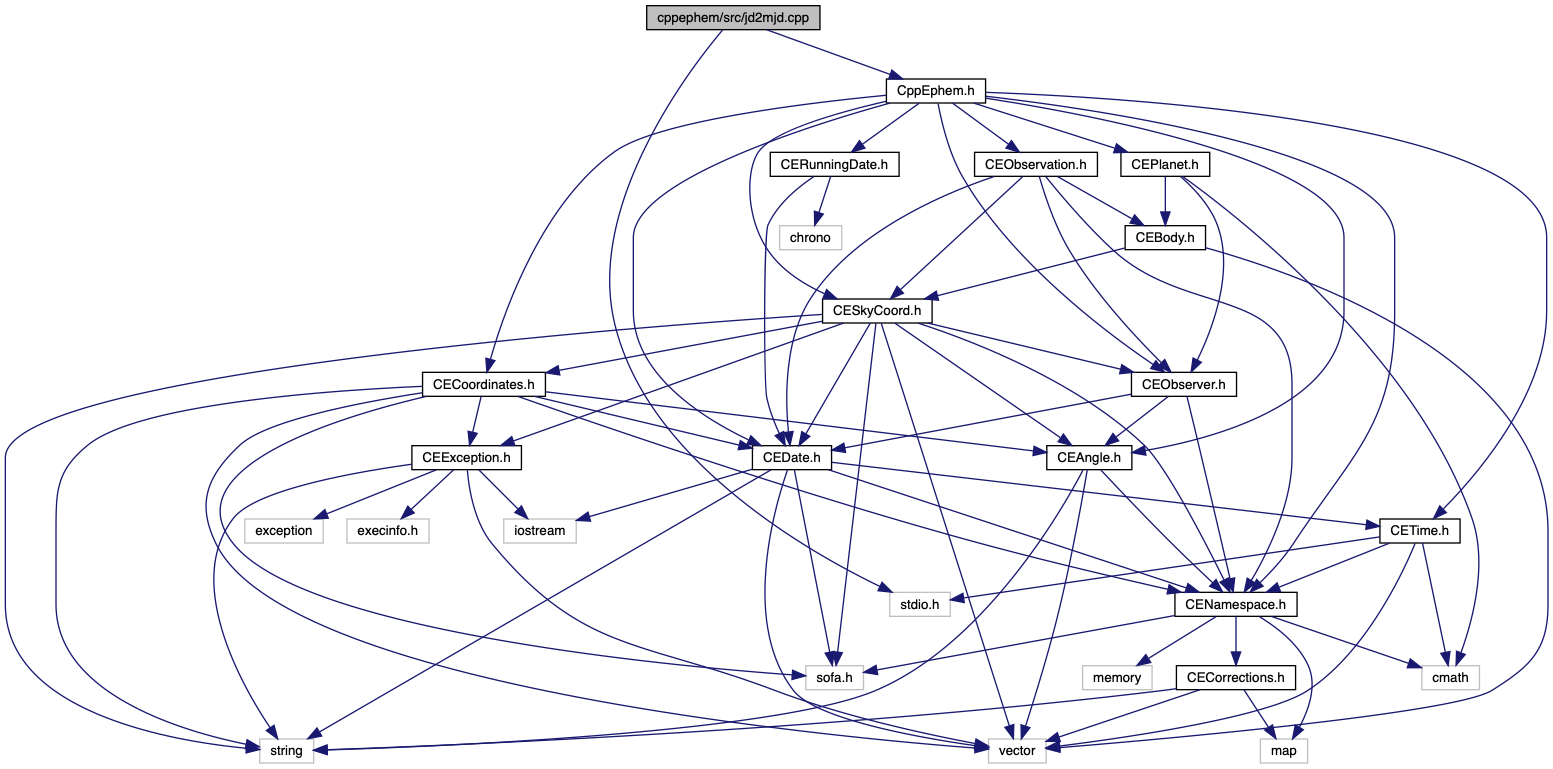 cppephem/src/jd2mjd.cpp
CppEphem.h
CERunningDate.h
CEObservation.h
CEPlanet.h
chrono
CEBody.h
CESkyCoord.h
CECoordinates.h
CEObserver.h
CEException.h
CEDate.h
CEAngle.h
exception
execinfo.h
iostream
CETime.h
stdio.h
CENamespace.h
sofa.h
memory
CECorrections.h
cmath
string
vector
map